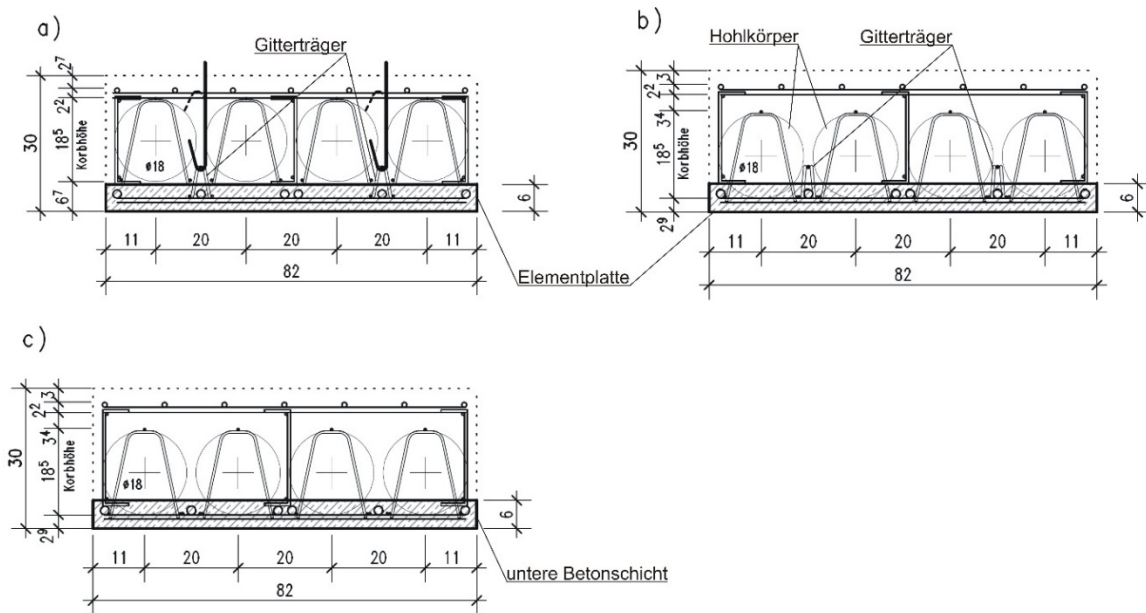 a)
Gitterträger
2⁷
2²
18⁵
Korbhöhe
30
6⁷
ø18
6
11 20 20 20 11
82
b)
Hohlkörper
Gitterträger
3
2²
3⁴
18⁵
Korbhöhe
30
2⁹
ø18
6
11 20 20 20 11
82
Elementplatte
c)
3
2²
3⁴
18⁵
Korbhöhe
30
2⁹
ø18
6
11 20 20 20 11
82
untere Betonschicht